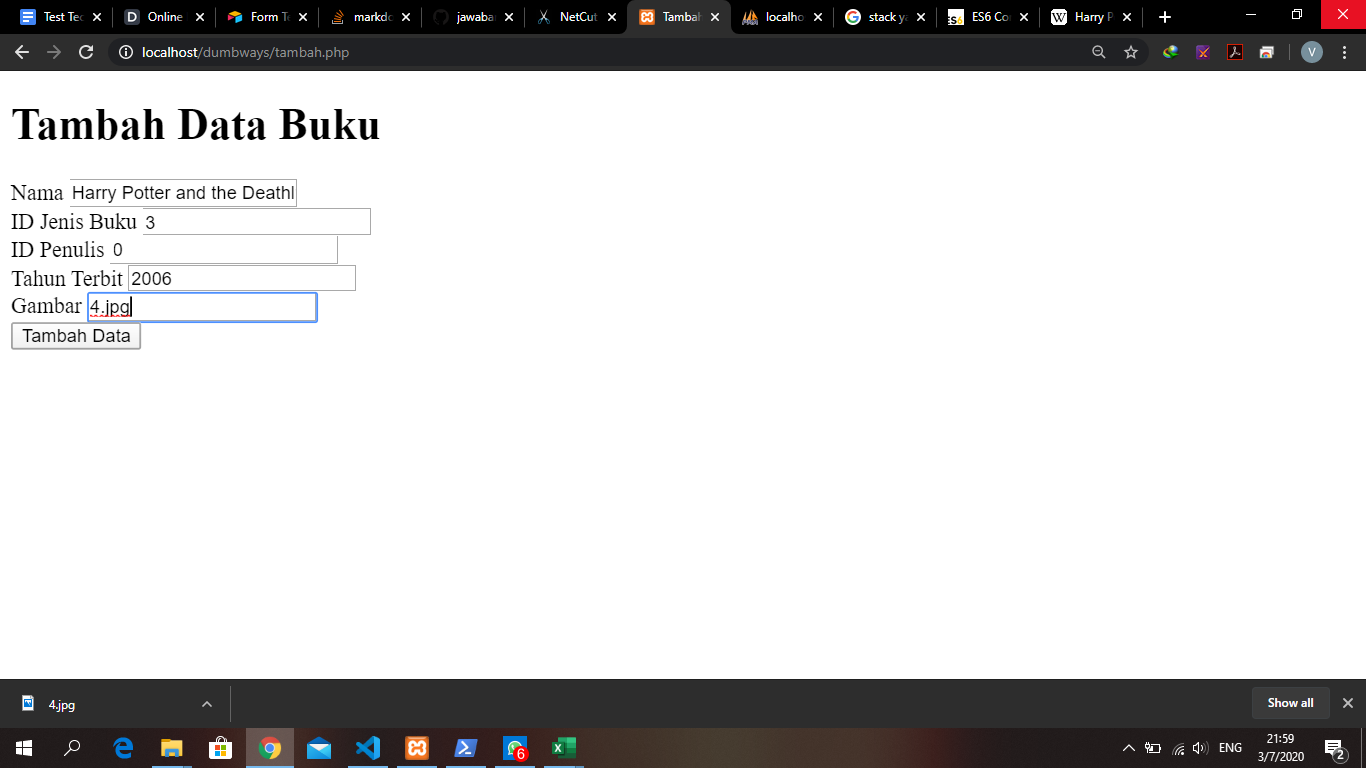 Test Tec
Online
Form Te
markdo
jawaba
NetCut
Tambah
localho
stack ya
ES6 Co
Harry P
localhost/dumbways/tambah.php
V
Tambah Data Buku
Nama Harry Potter and the Deathl
ID Jenis Buku 3
ID Penulis 0
Tahun Terbit 2006
Gambar 4.jpg
Tambah Data
4.jpg
Show all
6
ENG
21:59
3/7/2020
2